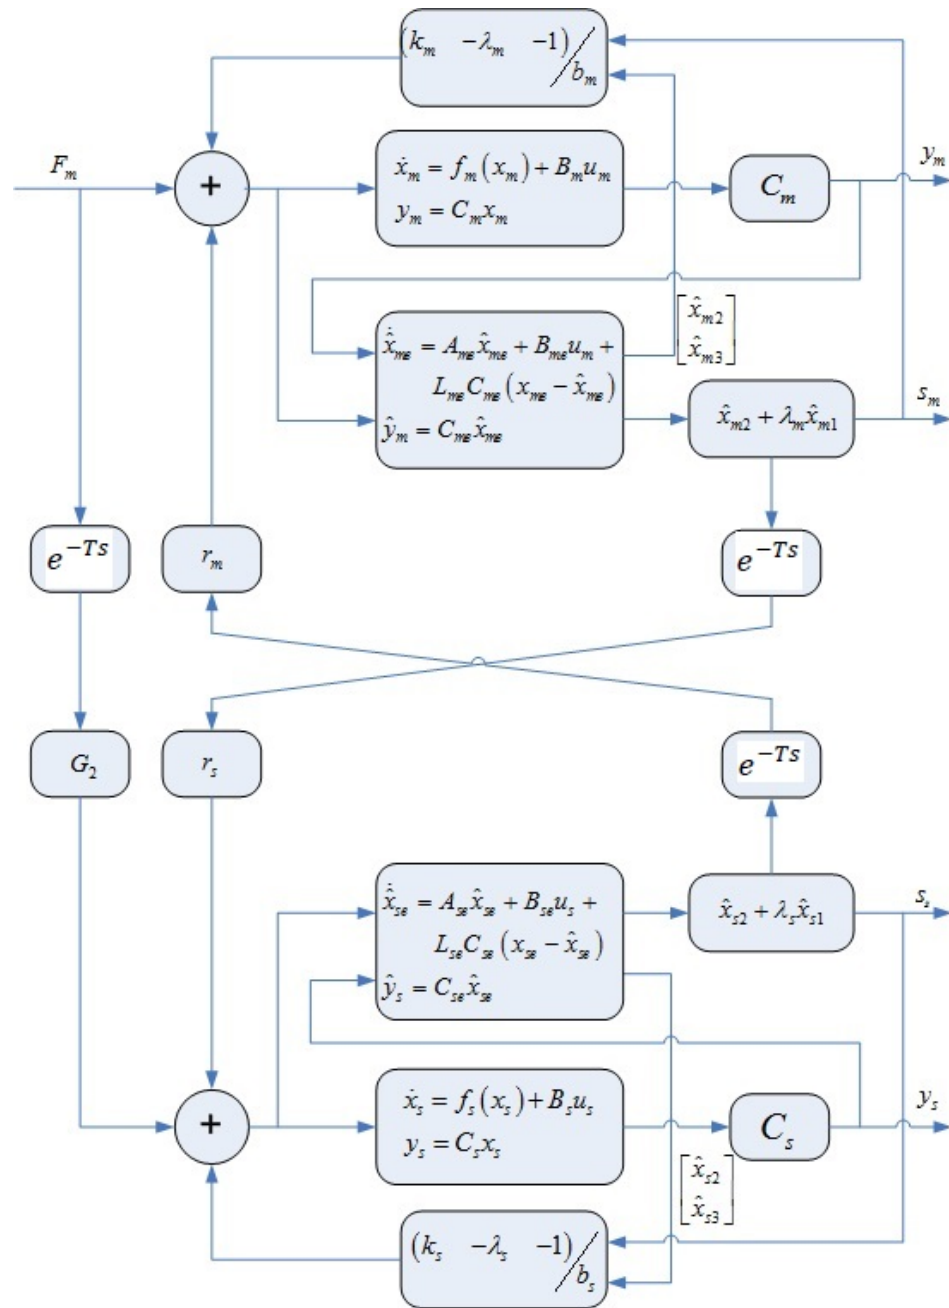 (k_m -λ_m -1)/b_m
F_m
+
ẋ_m = f_m(x_m) + B_m u_m
y_m = C_m x_m
C_m
y_m
[x̂_m2
x̂_m3]
x̂̇_me = A_me x̂_me + B_me u_m +
L_me C_me (x_me - x̂_me)
ŷ_m = C_me x̂_me
x̂_m2 + λ_m x̂_m1
s_m
e^-Ts
r_m
e^-Ts
G_2
r_s
e^-Ts
x̂̇_se = A_se x̂_se + B_se u_s +
L_se C_se (x_se - x̂_se)
ŷ_s = C_se x̂_se
x̂_s2 + λ_s x̂_s1
s_s
+
ẋ_s = f_s(x_s) + B_s u_s
y_s = C_s x_s
C_s
y_s
[x̂_s2
x̂_s3]
(k_s -λ_s -1)/b_s